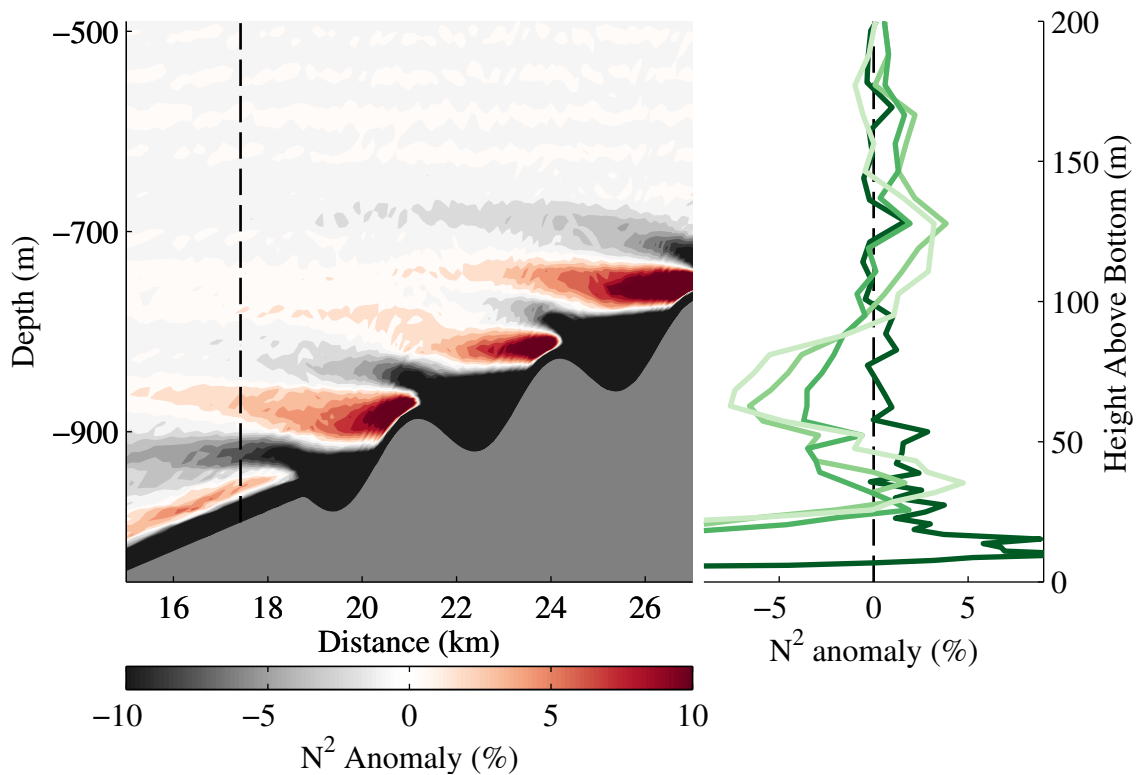 −500
−700
−900
Depth (m)
16 18 20 22 24 26
Distance (km)
−10 −5 0 5 10
N² Anomaly (%)
200
150
100
50
0
Height Above Bottom (m)
−5 0 5
N² anomaly (%)